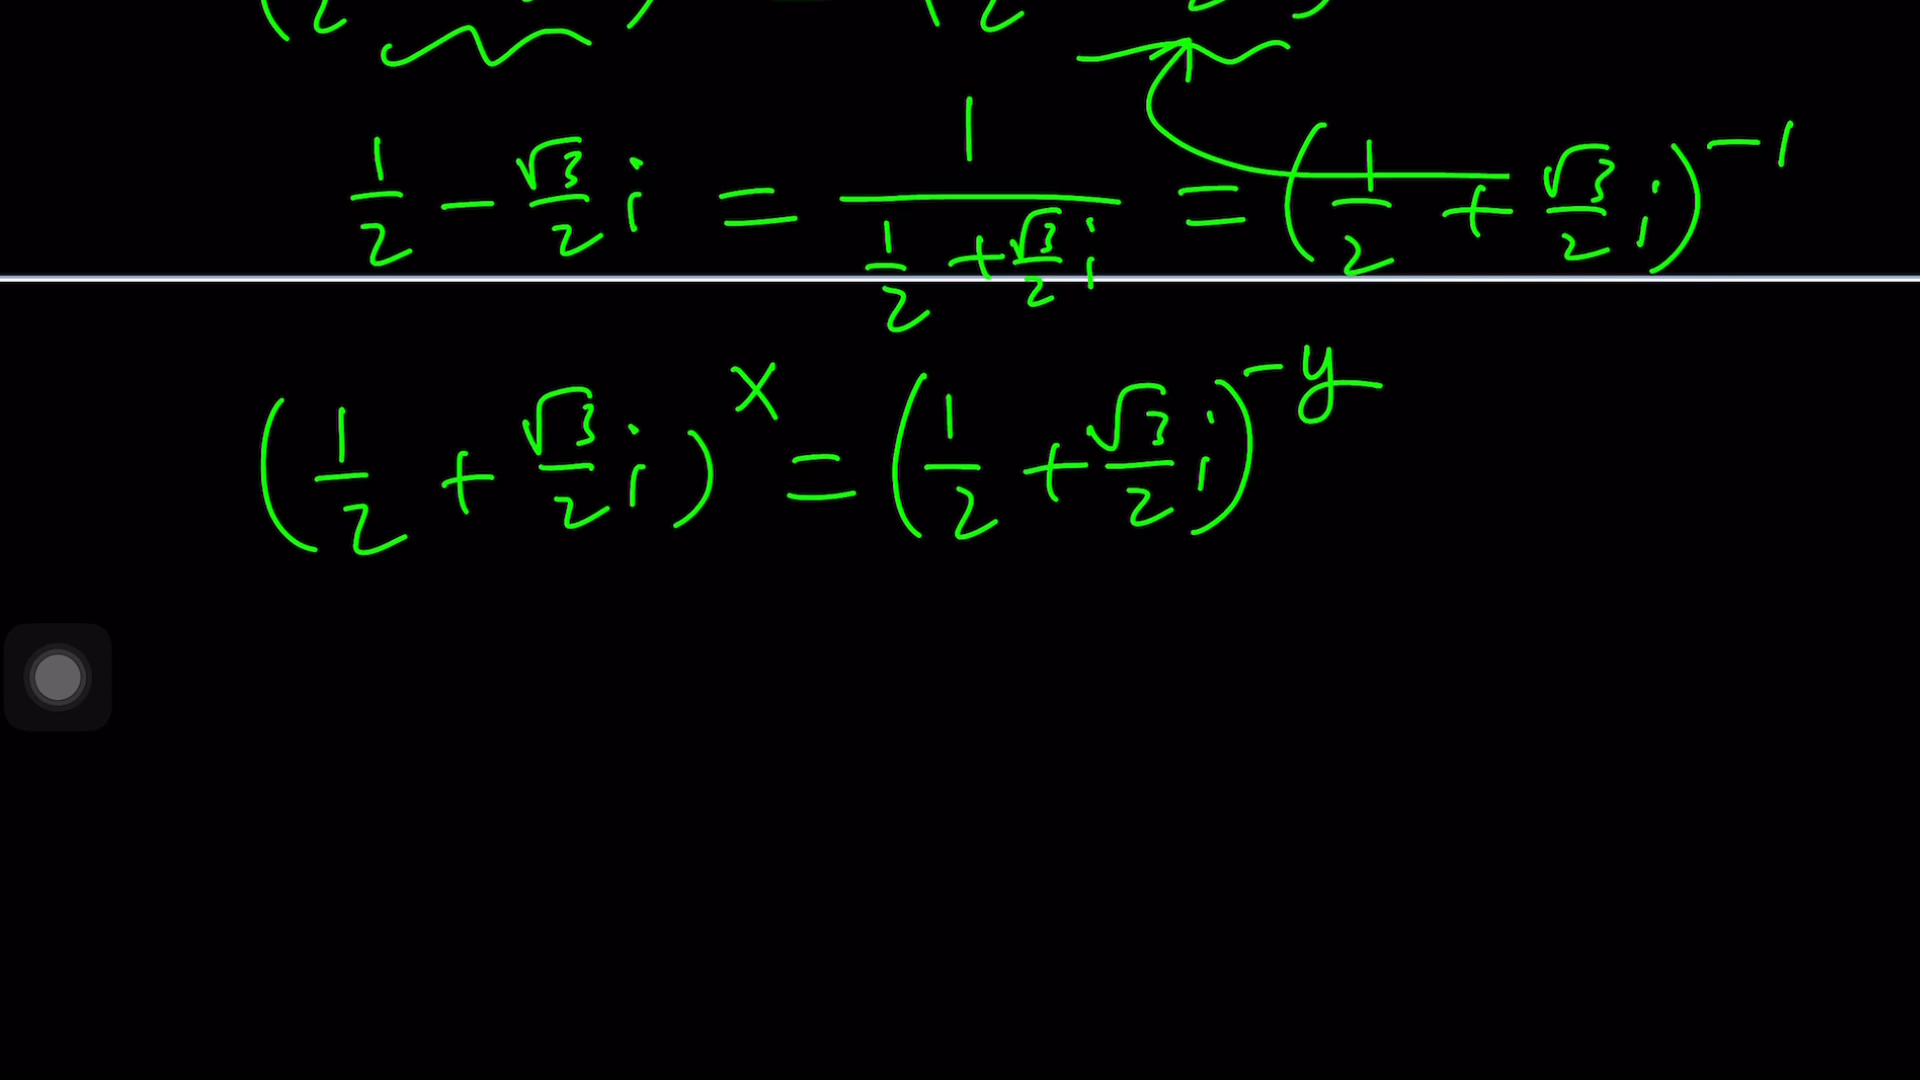 (1/2 - √3/2 i = 1/(1/2 + √3/2 i) = (1/2 + √3/2 i)^-1
(1/2 + √3/2 i)^x = (1/2 + √3/2 i)^-y